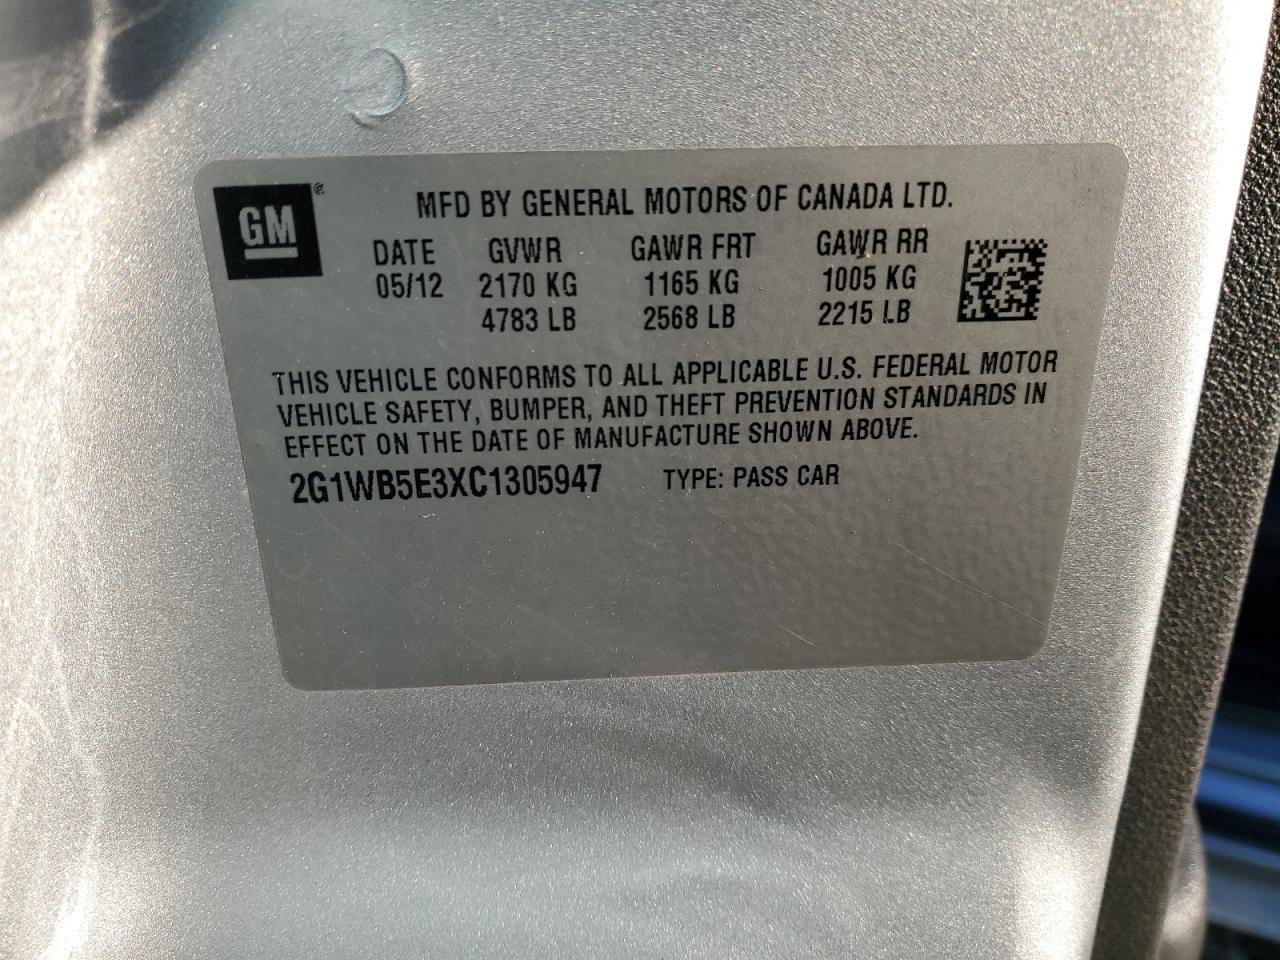 GM®
MFD BY GENERAL MOTORS OF CANADA LTD.
DATE GVWR GAWR FRT GAWR RR
05/12 2170 KG 1165 KG 1005 KG
4783 LB 2568 LB 2215 LB
THIS VEHICLE CONFORMS TO ALL APPLICABLE U.S. FEDERAL MOTOR
VEHICLE SAFETY, BUMPER, AND THEFT PREVENTION STANDARDS IN
EFFECT ON THE DATE OF MANUFACTURE SHOWN ABOVE.
2G1WB5E3XC1305947 TYPE: PASS CAR